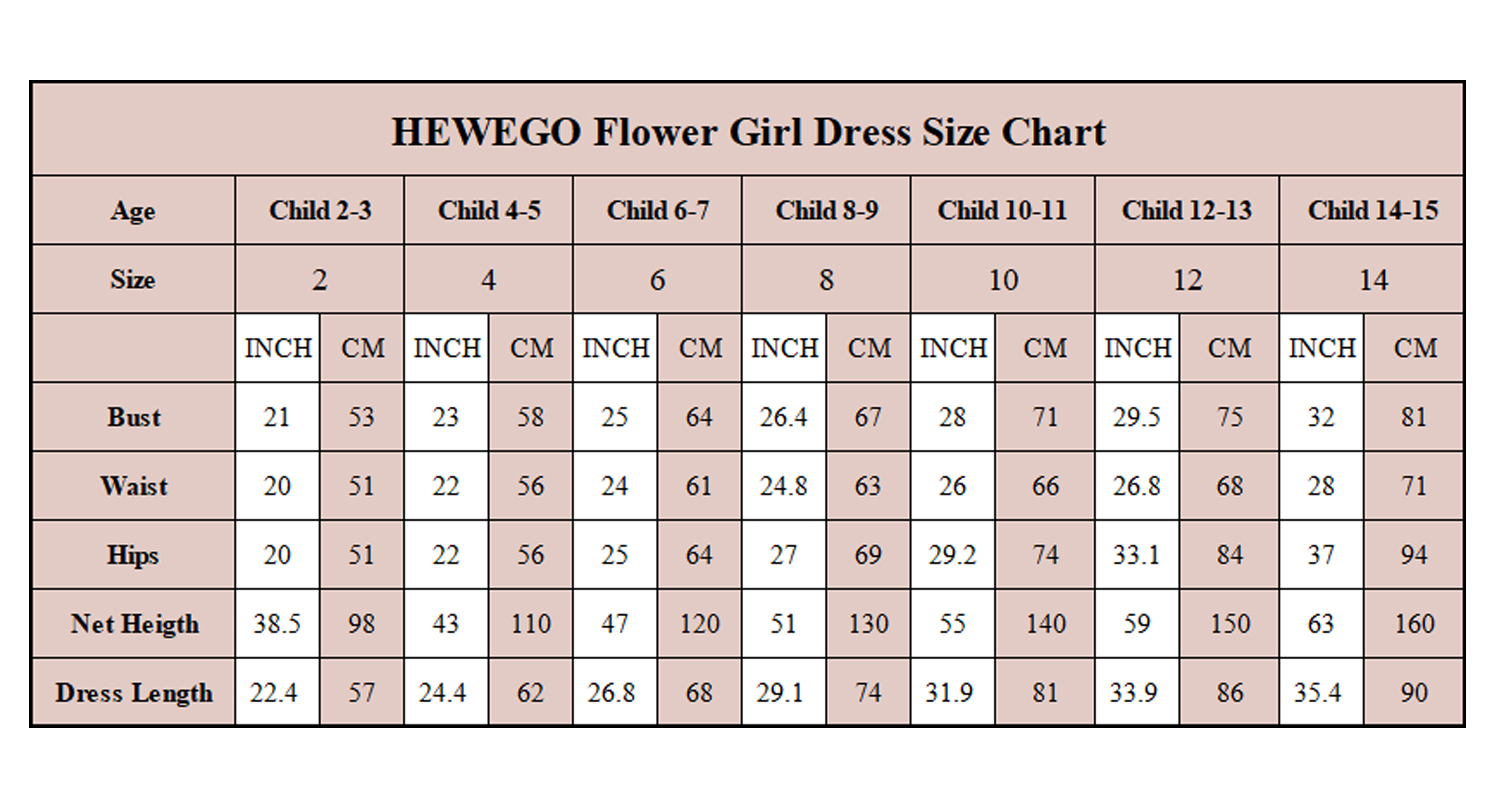 HEWEGO Flower Girl Dress Size Chart
Age Child 2-3 Child 4-5 Child 6-7 Child 8-9 Child 10-11 Child 12-13 Child 14-15
Size 2 4 6 8 10 12 14
INCH CM INCH CM INCH CM INCH CM INCH CM INCH CM INCH CM
Bust 21 53 23 58 25 64 26.4 67 28 71 29.5 75 32 81
Waist 20 51 22 56 24 61 24.8 63 26 66 26.8 68 28 71
Hips 20 51 22 56 25 64 27 69 29.2 74 33.1 84 37 94
Net Heigth 38.5 98 43 110 47 120 51 130 55 140 59 150 63 160
Dress Length 22.4 57 24.4 62 26.8 68 29.1 74 31.9 81 33.9 86 35.4 90